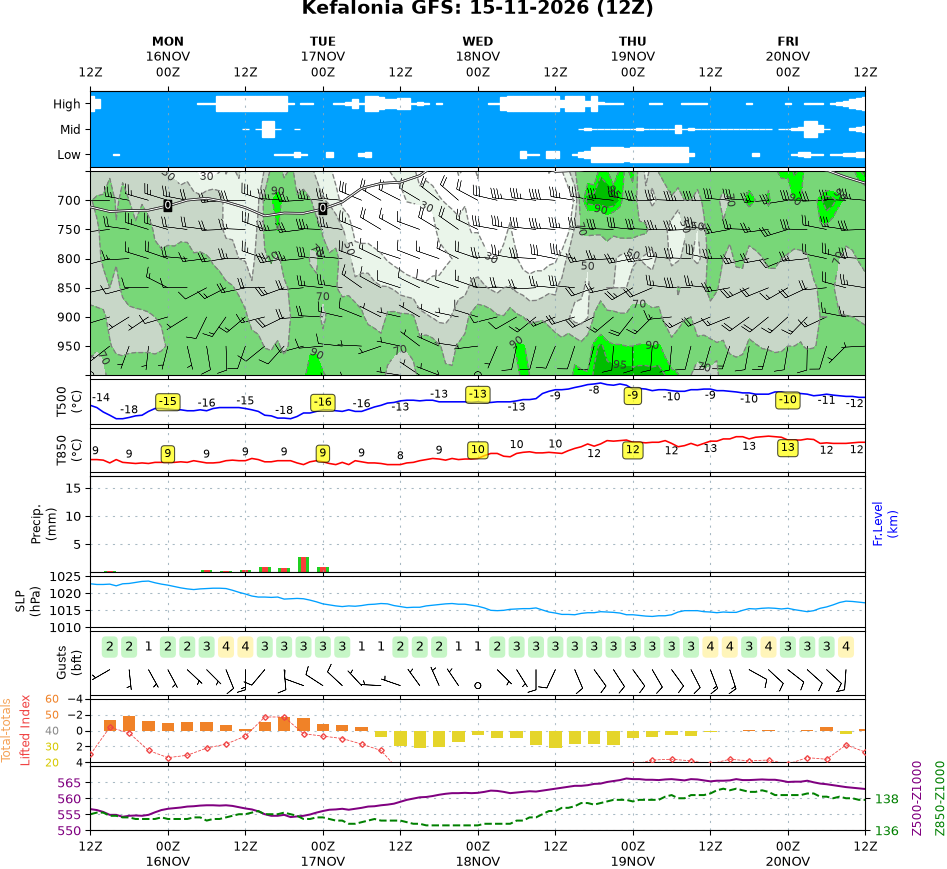 Kefalonia GFS: 15-11-2026 (12Z)
MON TUE WED THU FRI
16NOV 17NOV 18NOV 19NOV 20NOV
12Z 00Z 12Z 00Z 12Z 00Z 12Z 00Z 12Z 00Z 12Z
High
Mid
Low
30 30
90
0 0
30
90
90
700
750
800
30
50
850
70
70
900
90
90
950
70
90
70
95
T500 (°C)
-14 -18 -15 -16 -15 -18 -16 -16 -13 -13 -13 -13 -9 -8 -9 -10 -9 -10 -10 -11 -12
T850 (°C)
9 9 9 9 9 9 9 9 8 9 10 10 10 12 12 12 13 13 13 12 12
Precip. (mm)
15
10
5
Fr.Level (km)
SLP (hPa)
1025
1020
1015
1010
Gusts (bft)
2 2 1 2 2 3 4 4 3 3 3 3 3 1 1 2 2 2 1 1 2 3 3 3 3 3 3 3 3 3 3 4 4 3 4 3 3 3 4
Total-totals
Lifted Index
60 −4
50 −2
40 0
30 2
20 4
565
560
555
550
138
136
Z500-Z1000
Z850-Z1000
12Z 00Z 12Z 00Z 12Z 00Z 12Z 00Z 12Z 00Z 12Z
16NOV 17NOV 18NOV 19NOV 20NOV